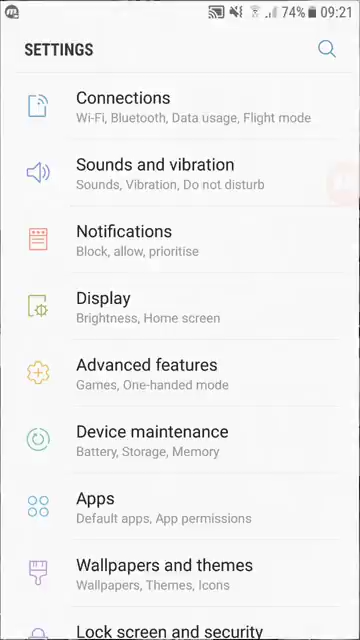 74% 09:21
SETTINGS
Connections
Wi-Fi, Bluetooth, Data usage, Flight mode
Sounds and vibration
Sounds, Vibration, Do not disturb
Notifications
Block, allow, prioritise
Display
Brightness, Home screen
Advanced features
Games, One-handed mode
Device maintenance
Battery, Storage, Memory
Apps
Default apps, App permissions
Wallpapers and themes
Wallpapers, Themes, Icons
Lock screen and security